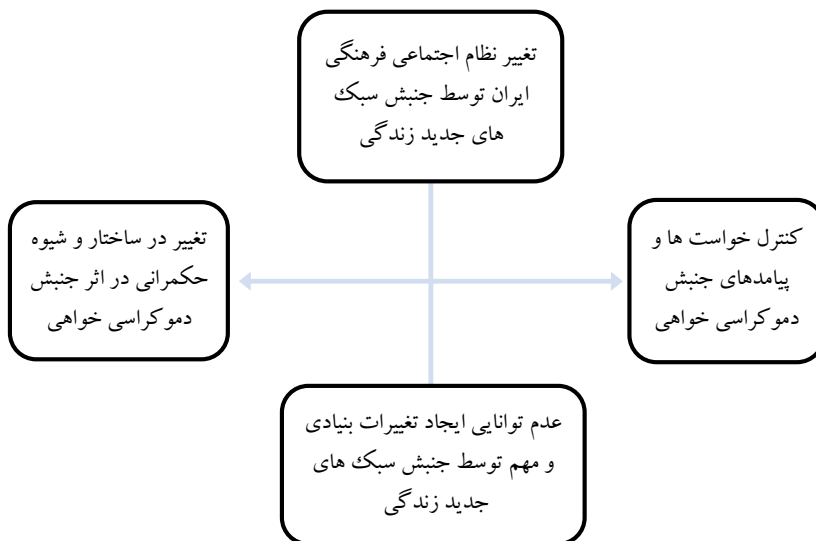 تغییر نظام اجتماعی فرهنگی
ایران توسط جنبش سبک
های جدید زندگی
کنترل خواست ها و
پیامدهای جنبش
دموکراسی خواهی
تغییر در ساختار و شیوه
حکمرانی در اثر جنبش
دموکراسی خواهی
عدم توانایی ایجاد تغییرات بنیادی
و مهم توسط جنبش سبک های
جدید زندگی